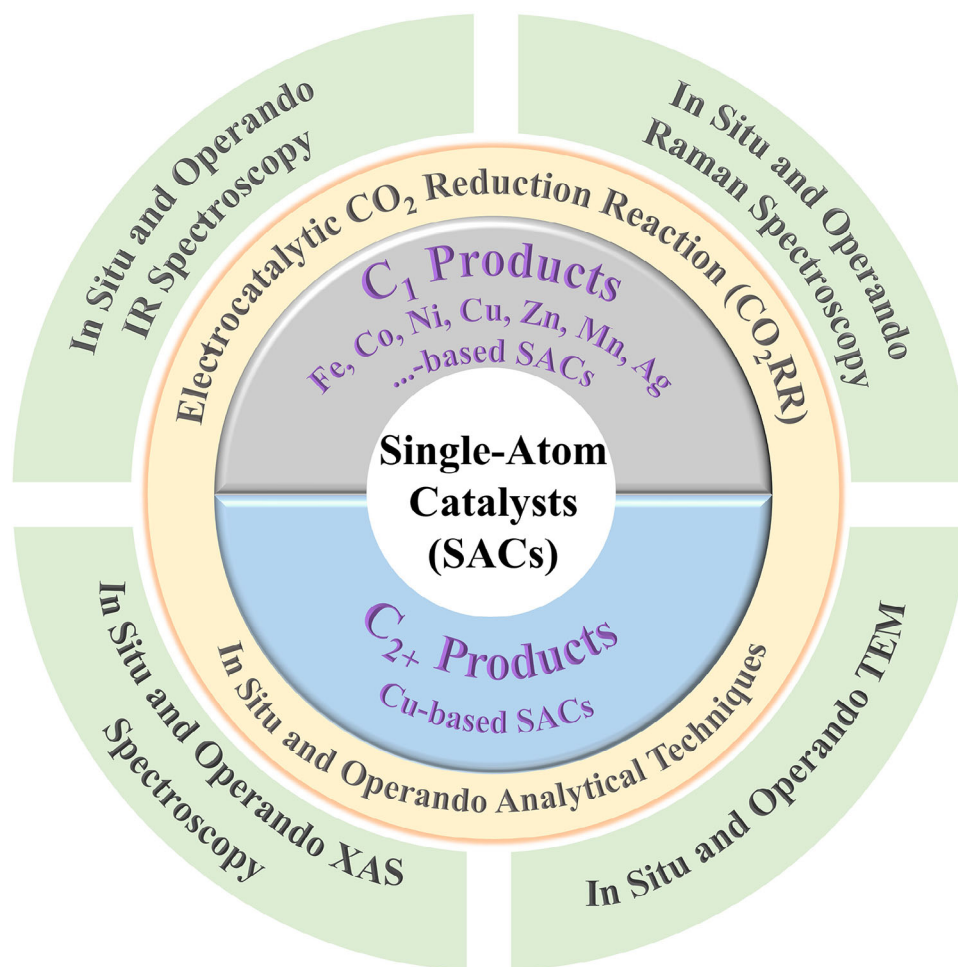 In Situ and Operando
IR Spectroscopy
In Situ and Operando
Raman Spectroscopy
Electrocatalytic CO₂ Reduction Reaction (CO₂RR)
C₁ Products
Fe, Co, Ni, Cu, Zn, Mn, Ag
...-based SACs
Single-Atom
Catalysts
(SACs)
C₂₊ Products
Cu-based SACs
In Situ and Operando Analytical Techniques
In Situ and Operando XAS
Spectroscopy
In Situ and Operando TEM